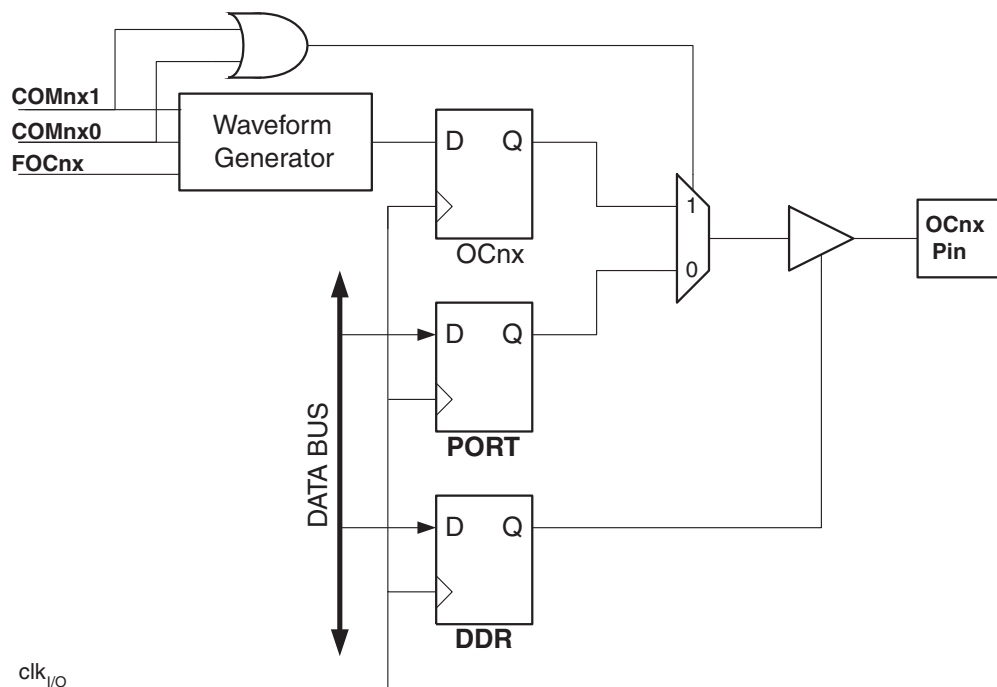 COMnx1
COMnx0
FOCnx
Waveform
Generator
D Q
OCnx
1
0
OCnx
Pin
D Q
PORT
DATA BUS
D Q
DDR
clkI/O